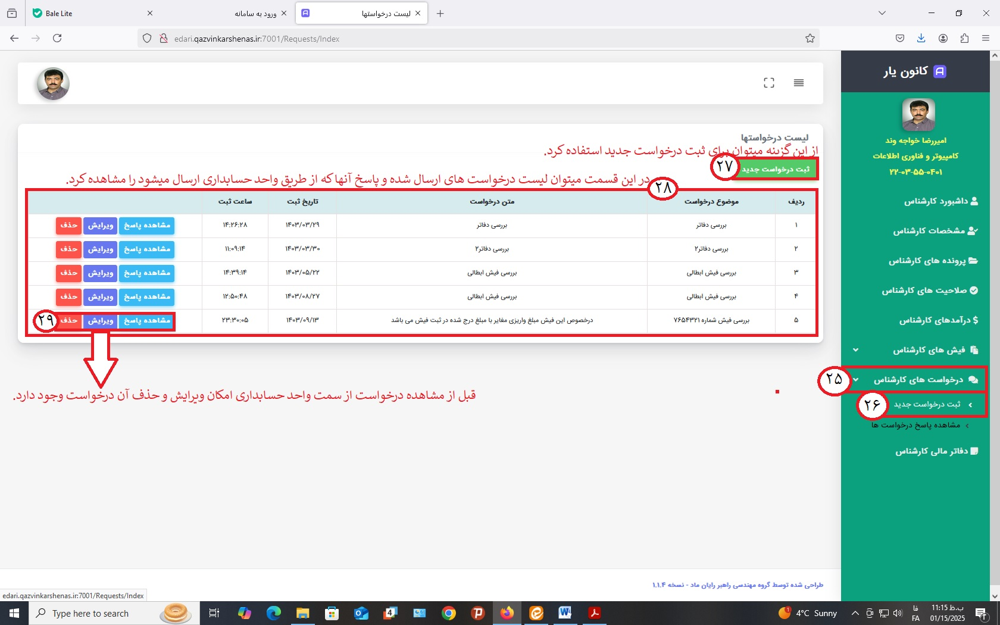 Bale Lite
ورود به سامانه
لیست درخواستها
edari.qazvinkarshenas.ir:7001/Requests/Index
کانون یار
امیررضا خواجه وند
کامپیوتر و فناوری اطلاعات
۲۲-۰۳-۵۵-۰۴۰۱
داشبورد کارشناس
مشخصات کارشناس
پرونده های کارشناس
صلاحیت های کارشناس
درآمدهای کارشناس
فیش های کارشناس
درخواست های کارشناس
۲۵
ثبت درخواست جدید
۲۶
مشاهده پاسخ درخواست ها
دفاتر مالی کارشناس
لیست درخواستها
از این گزینه میتوان برای ثبت درخواست جدید استفاده کرد.
ثبت درخواست جدید
۲۷
در این قسمت میتوان لیست درخواست های ارسال شده و پاسخ آنها که از طریق واحد حسابداری ارسال میشود را مشاهده کرد.
۲۸
ردیف موضوع درخواست متن درخواست تاریخ ثبت ساعت ثبت
۱ بررسی دفاتر بررسی دفاتر ۱۴۰۳/۰۳/۲۹ ۱۴:۲۶:۲۸ مشاهده پاسخ ویرایش حذف
۲ بررسی دفاتر۲ بررسی دفاتر۲ ۱۴۰۳/۰۳/۳۰ ۱۱:۰۹:۱۴ مشاهده پاسخ ویرایش حذف
۳ بررسی فیش ابطالی بررسی فیش ابطالی ۱۴۰۳/۰۵/۲۲ ۱۴:۳۹:۱۴ مشاهده پاسخ ویرایش حذف
۴ بررسی فیش ابطالی بررسی فیش ابطالی ۱۴۰۳/۰۸/۲۷ ۱۲:۵۰:۴۸ مشاهده پاسخ ویرایش حذف
۵ بررسی فیش شماره ۷۶۵۴۳۲۱ درخصوص این فیش مبلغ واریزی مغایر با مبلغ درج شده در ثبت فیش می باشد ۱۴۰۳/۰۹/۱۳ ۲۳:۳۰:۰۵ مشاهده پاسخ ویرایش حذف
۲۹
قبل از مشاهده درخواست از سمت واحد حسابداری امکان ویرایش و حذف آن درخواست وجود دارد.
طراحی شده توسط گروه مهندسی راهبر رایان ماد - نسخه ۱.۱.۴
edari.qazvinkarshenas.ir:7001/Requests/Index
Type here to search
4°C Sunny
فا
FA
11:15 ب.ظ
01/15/2025